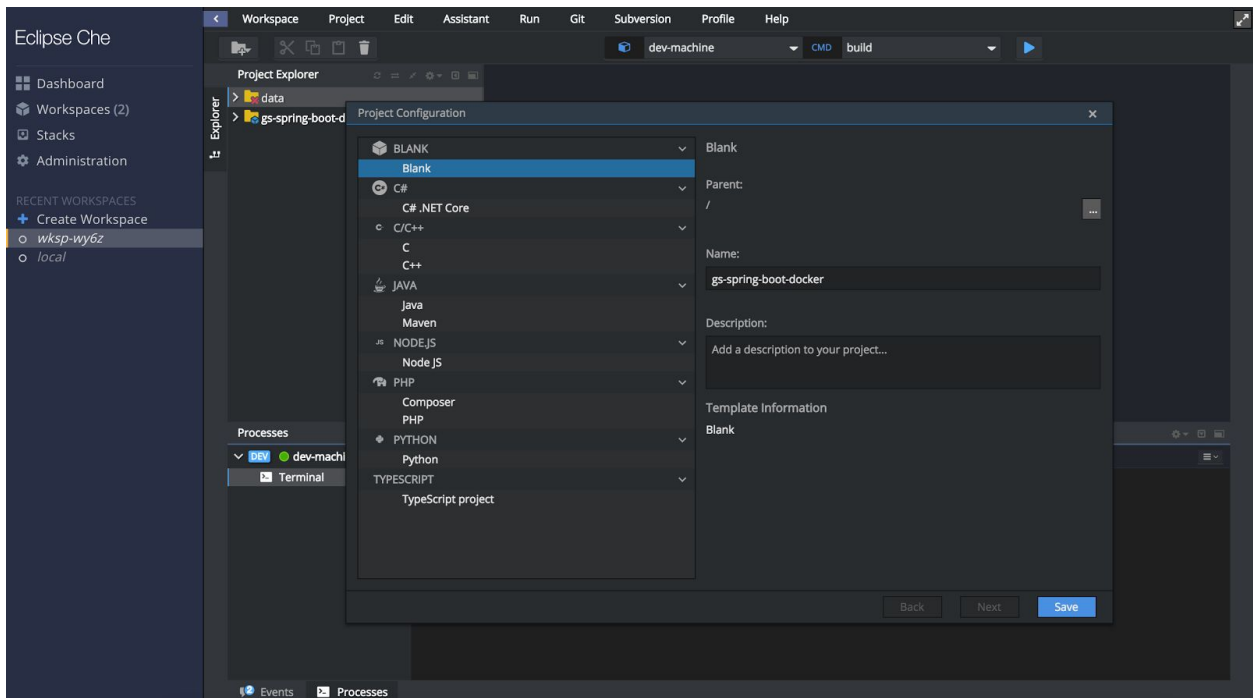 Eclipse Che
Dashboard
Workspaces (2)
Stacks
Administration
RECENT WORKSPACES
Create Workspace
wksp-wy6z
local
Workspace Project Edit Assistant Run Git Subversion Profile Help
dev-machine CMD build
Project Explorer
Explorer
data
gs-spring-boot-d
Project Configuration
BLANK
Blank
C#
C# .NET Core
C C/C++
C
C++
JAVA
Java
Maven
JS NODE.JS
Node JS
PHP
Composer
PHP
PYTHON
Python
TYPESCRIPT
TypeScript project
Blank
Parent:
/
...
Name:
gs-spring-boot-docker
Description:
Add a description to your project...
Template Information
Blank
Back Next Save
Processes
DEV dev-machi
Terminal
2 Events Processes